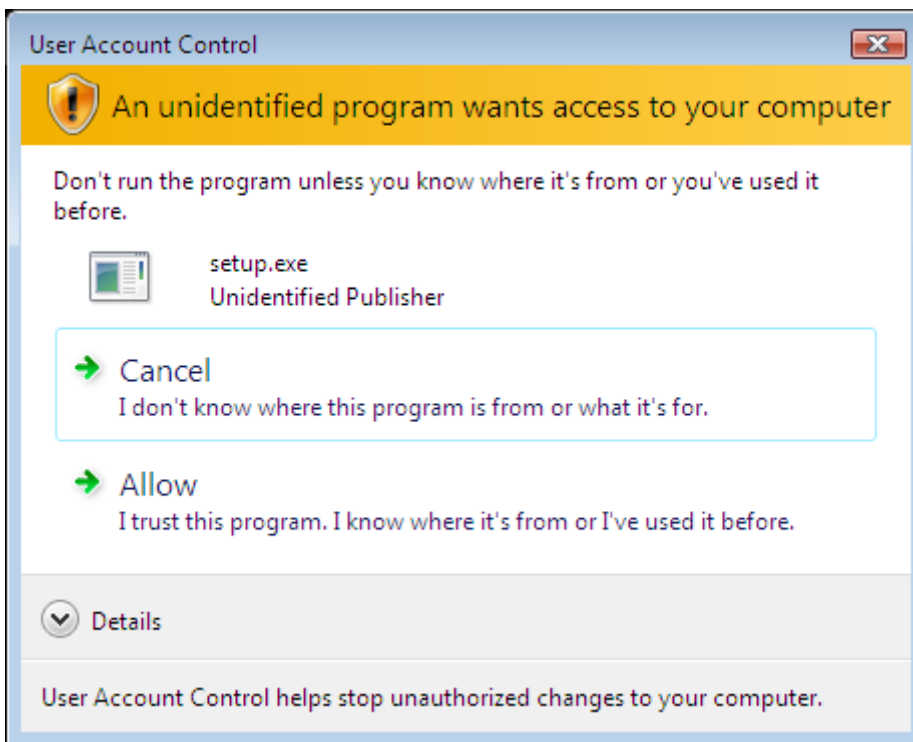 User Account Control
An unidentified program wants access to your computer
Don't run the program unless you know where it's from or you've used it
before.
setup.exe
Unidentified Publisher
Cancel
I don't know where this program is from or what it's for.
Allow
I trust this program. I know where it's from or I've used it before.
Details
User Account Control helps stop unauthorized changes to your computer.